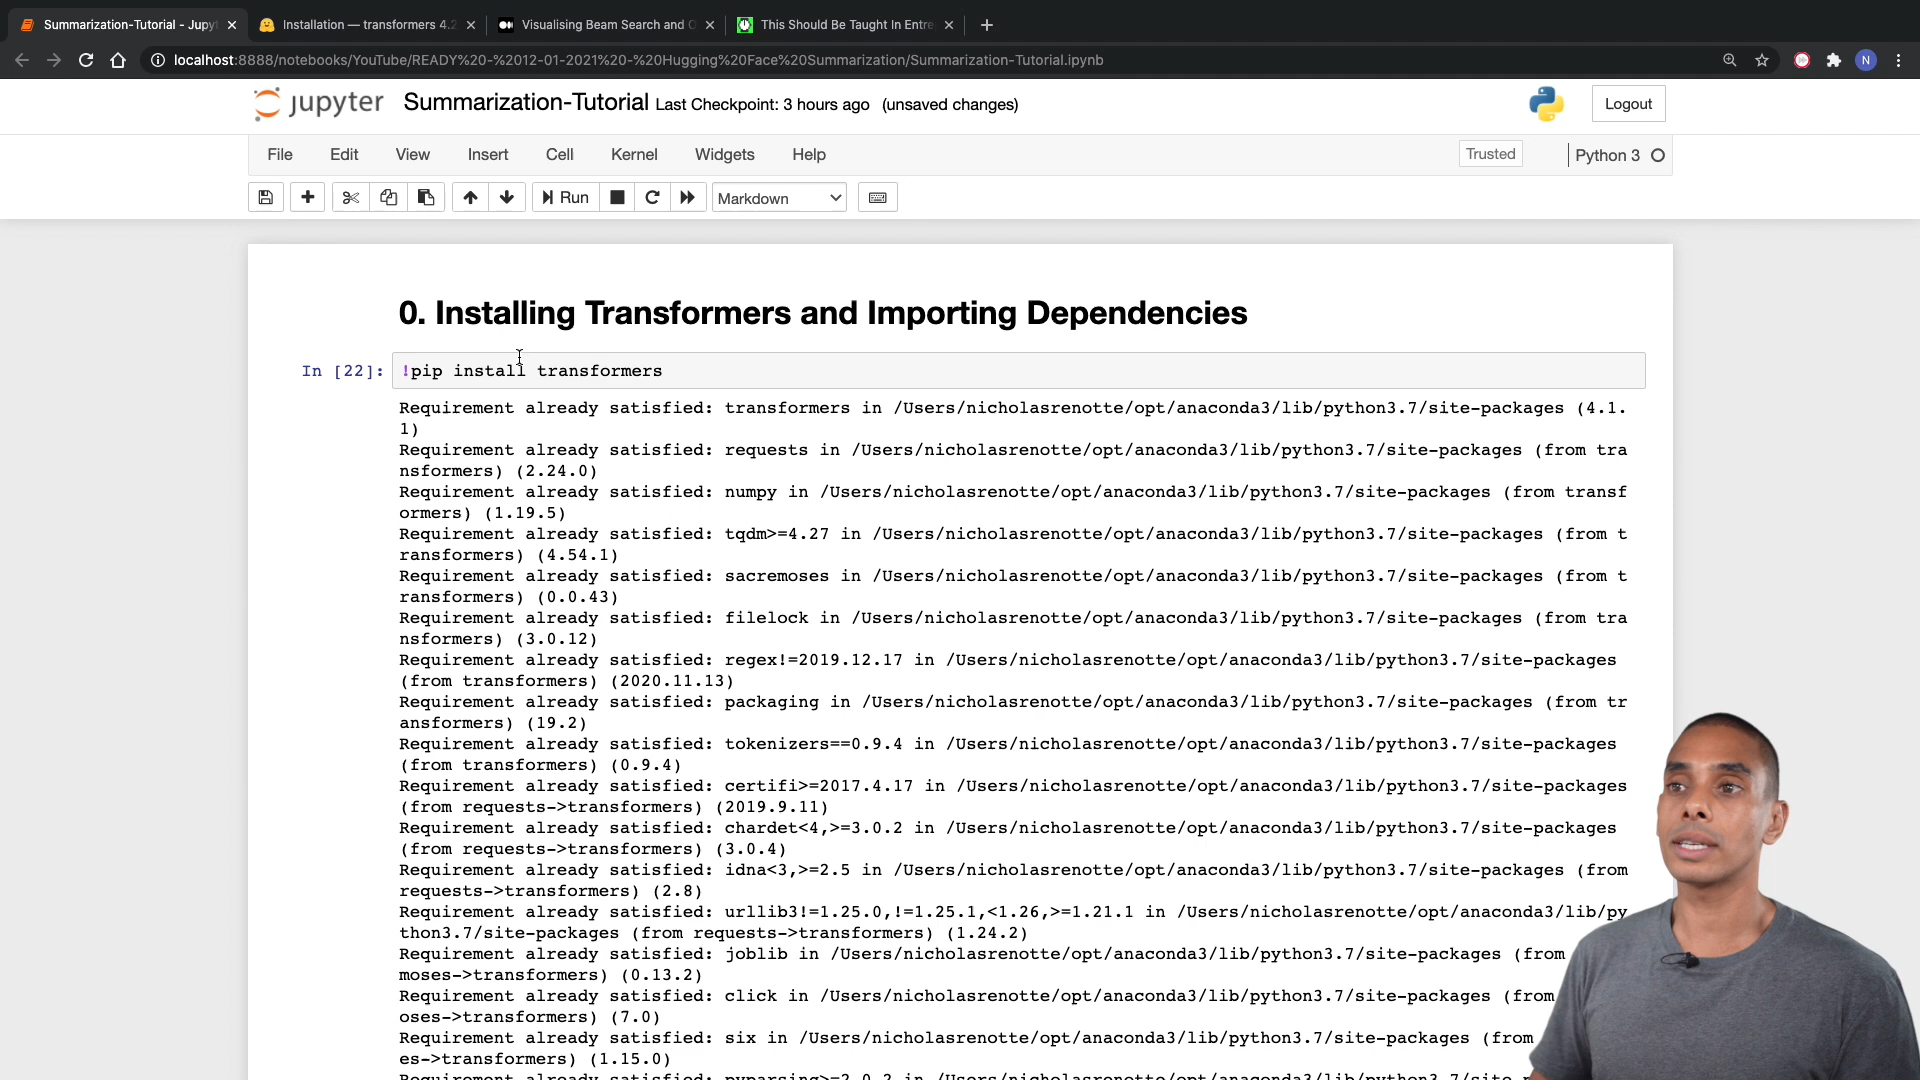 Summarization-Tutorial - Jupyt
Installation — transformers 4.2
Visualising Beam Search and O
This Should Be Taught In Entre
localhost:8888/notebooks/YouTube/READY%20-%2012-01-2021%20-%20Hugging%20Face%20Summarization/Summarization-Tutorial.ipynb
N
jupyter Summarization-Tutorial Last Checkpoint: 3 hours ago (unsaved changes)
Logout
File Edit View Insert Cell Kernel Widgets Help
Trusted
Python 3
Run
Markdown
0. Installing Transformers and Importing Dependencies
In [22]: !pip install transformers
Requirement already satisfied: transformers in /Users/nicholasrenotte/opt/anaconda3/lib/python3.7/site-packages (4.1.
1)
Requirement already satisfied: requests in /Users/nicholasrenotte/opt/anaconda3/lib/python3.7/site-packages (from tra
nsformers) (2.24.0)
Requirement already satisfied: numpy in /Users/nicholasrenotte/opt/anaconda3/lib/python3.7/site-packages (from transf
ormers) (1.19.5)
Requirement already satisfied: tqdm>=4.27 in /Users/nicholasrenotte/opt/anaconda3/lib/python3.7/site-packages (from t
ransformers) (4.54.1)
Requirement already satisfied: sacremoses in /Users/nicholasrenotte/opt/anaconda3/lib/python3.7/site-packages (from t
ransformers) (0.0.43)
Requirement already satisfied: filelock in /Users/nicholasrenotte/opt/anaconda3/lib/python3.7/site-packages (from tra
nsformers) (3.0.12)
Requirement already satisfied: regex!=2019.12.17 in /Users/nicholasrenotte/opt/anaconda3/lib/python3.7/site-packages
(from transformers) (2020.11.13)
Requirement already satisfied: packaging in /Users/nicholasrenotte/opt/anaconda3/lib/python3.7/site-packages (from tr
ansformers) (19.2)
Requirement already satisfied: tokenizers==0.9.4 in /Users/nicholasrenotte/opt/anaconda3/lib/python3.7/site-packages
(from transformers) (0.9.4)
Requirement already satisfied: certifi>=2017.4.17 in /Users/nicholasrenotte/opt/anaconda3/lib/python3.7/site-packages
(from requests->transformers) (2019.9.11)
Requirement already satisfied: chardet<4,>=3.0.2 in /Users/nicholasrenotte/opt/anaconda3/lib/python3.7/site-packages
(from requests->transformers) (3.0.4)
Requirement already satisfied: idna<3,>=2.5 in /Users/nicholasrenotte/opt/anaconda3/lib/python3.7/site-packages (from
requests->transformers) (2.8)
Requirement already satisfied: urllib3!=1.25.0,!=1.25.1,<1.26,>=1.21.1 in /Users/nicholasrenotte/opt/anaconda3/lib/py
thon3.7/site-packages (from requests->transformers) (1.24.2)
Requirement already satisfied: joblib in /Users/nicholasrenotte/opt/anaconda3/lib/python3.7/site-packages (from
moses->transformers) (0.13.2)
Requirement already satisfied: click in /Users/nicholasrenotte/opt/anaconda3/lib/python3.7/site-packages (from
oses->transformers) (7.0)
Requirement already satisfied: six in /Users/nicholasrenotte/opt/anaconda3/lib/python3.7/site-packages (from
es->transformers) (1.15.0)
Requirement already satisfied: pyparsing>=2.0.2 in /Users/nicholasrenotte/opt/anaconda3/lib/python3.7/site-p